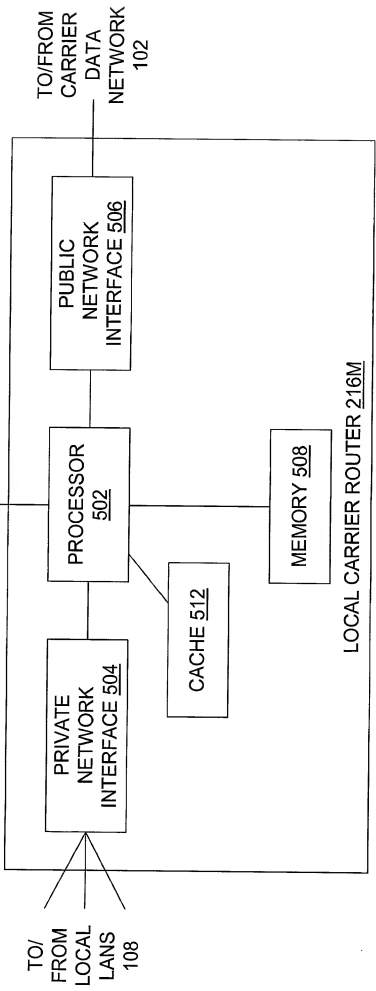 TO/FROM
CARRIER
DATA
NETWORK
102
PUBLIC
NETWORK
INTERFACE 506
PROCESSOR
502
MEMORY 508
CACHE 512
PRIVATE
NETWORK
INTERFACE 504
LOCAL CARRIER ROUTER 216M
TO/
FROM
LOCAL
LANS
108